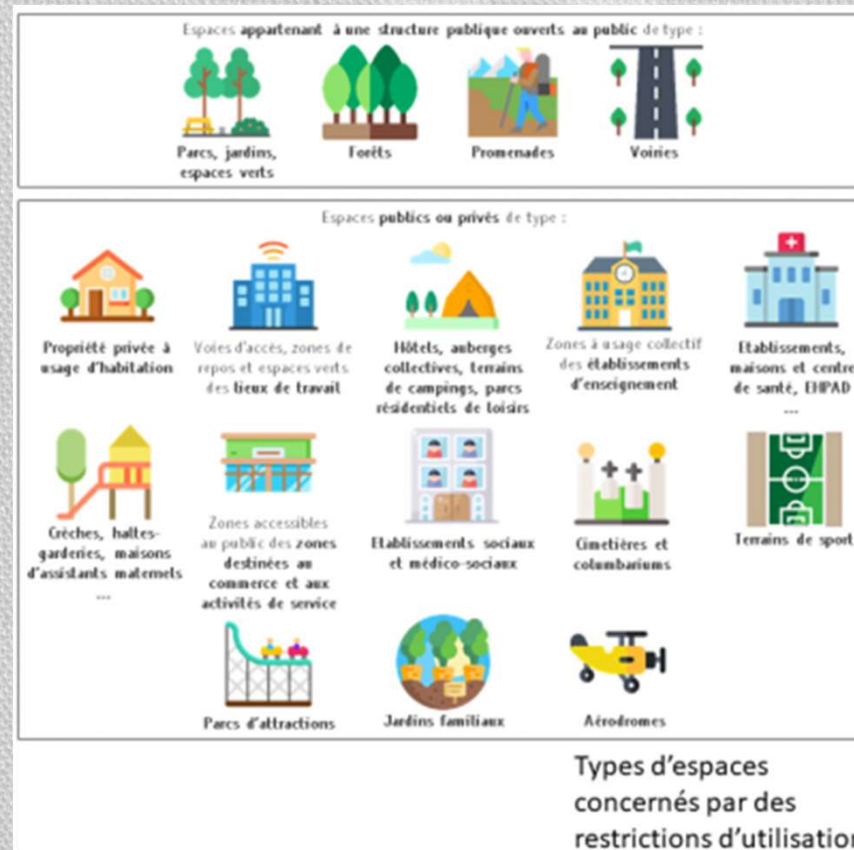 Espaces appartenant à une structure publique ouverts au public de type :
Parcs, jardins,
espaces verts
Forêts
Promenades
Voiries
Espaces publics ou privés de type :
Propriété privée à
usage d'habitation
Voies d'accès, zones de
repos et espaces verts
des lieux de travail
Hôtels, auberges
collectives, terrains
de campings, parcs
résidentiels de loisirs
Zones à usage collectif
des établissements
d'enseignement
Etablissements,
maisons et centre
de santé, EHPAD
...
Crèches, haltes-
garderies, maisons
d'assistants maternels
...
Zones accessibles
au public des zones
destinées au
commerce et aux
activités de service
Etablissements sociaux
et médico-sociaux
Cimetières et
columbariums
Terrains de sport
Parcs d'attractions
Jardins familiaux
Aérodromes
Types d'espaces
concernés par des
restrictions d'utilisation